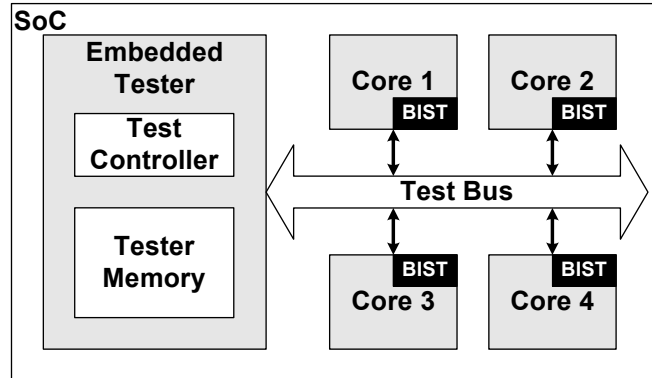 SoC
Embedded
Tester
Test
Controller
Tester
Memory
Core 1
BIST
Core 2
BIST
Test Bus
BIST
Core 3
BIST
Core 4